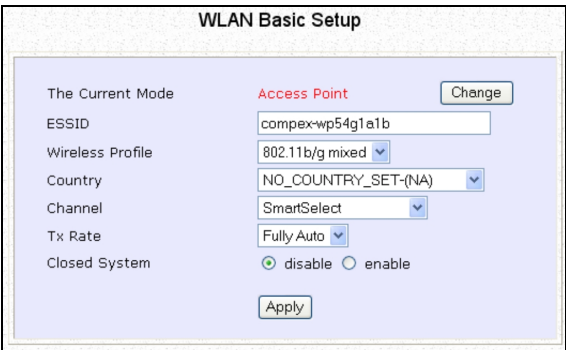 WLAN Basic Setup
The Current Mode Access Point Change
ESSID compex-wp54g1a1b
Wireless Profile 802.11b/g mixed
Country NO_COUNTRY_SET-(NA)
Channel SmartSelect
Tx Rate Fully Auto
Closed System disable enable
Apply